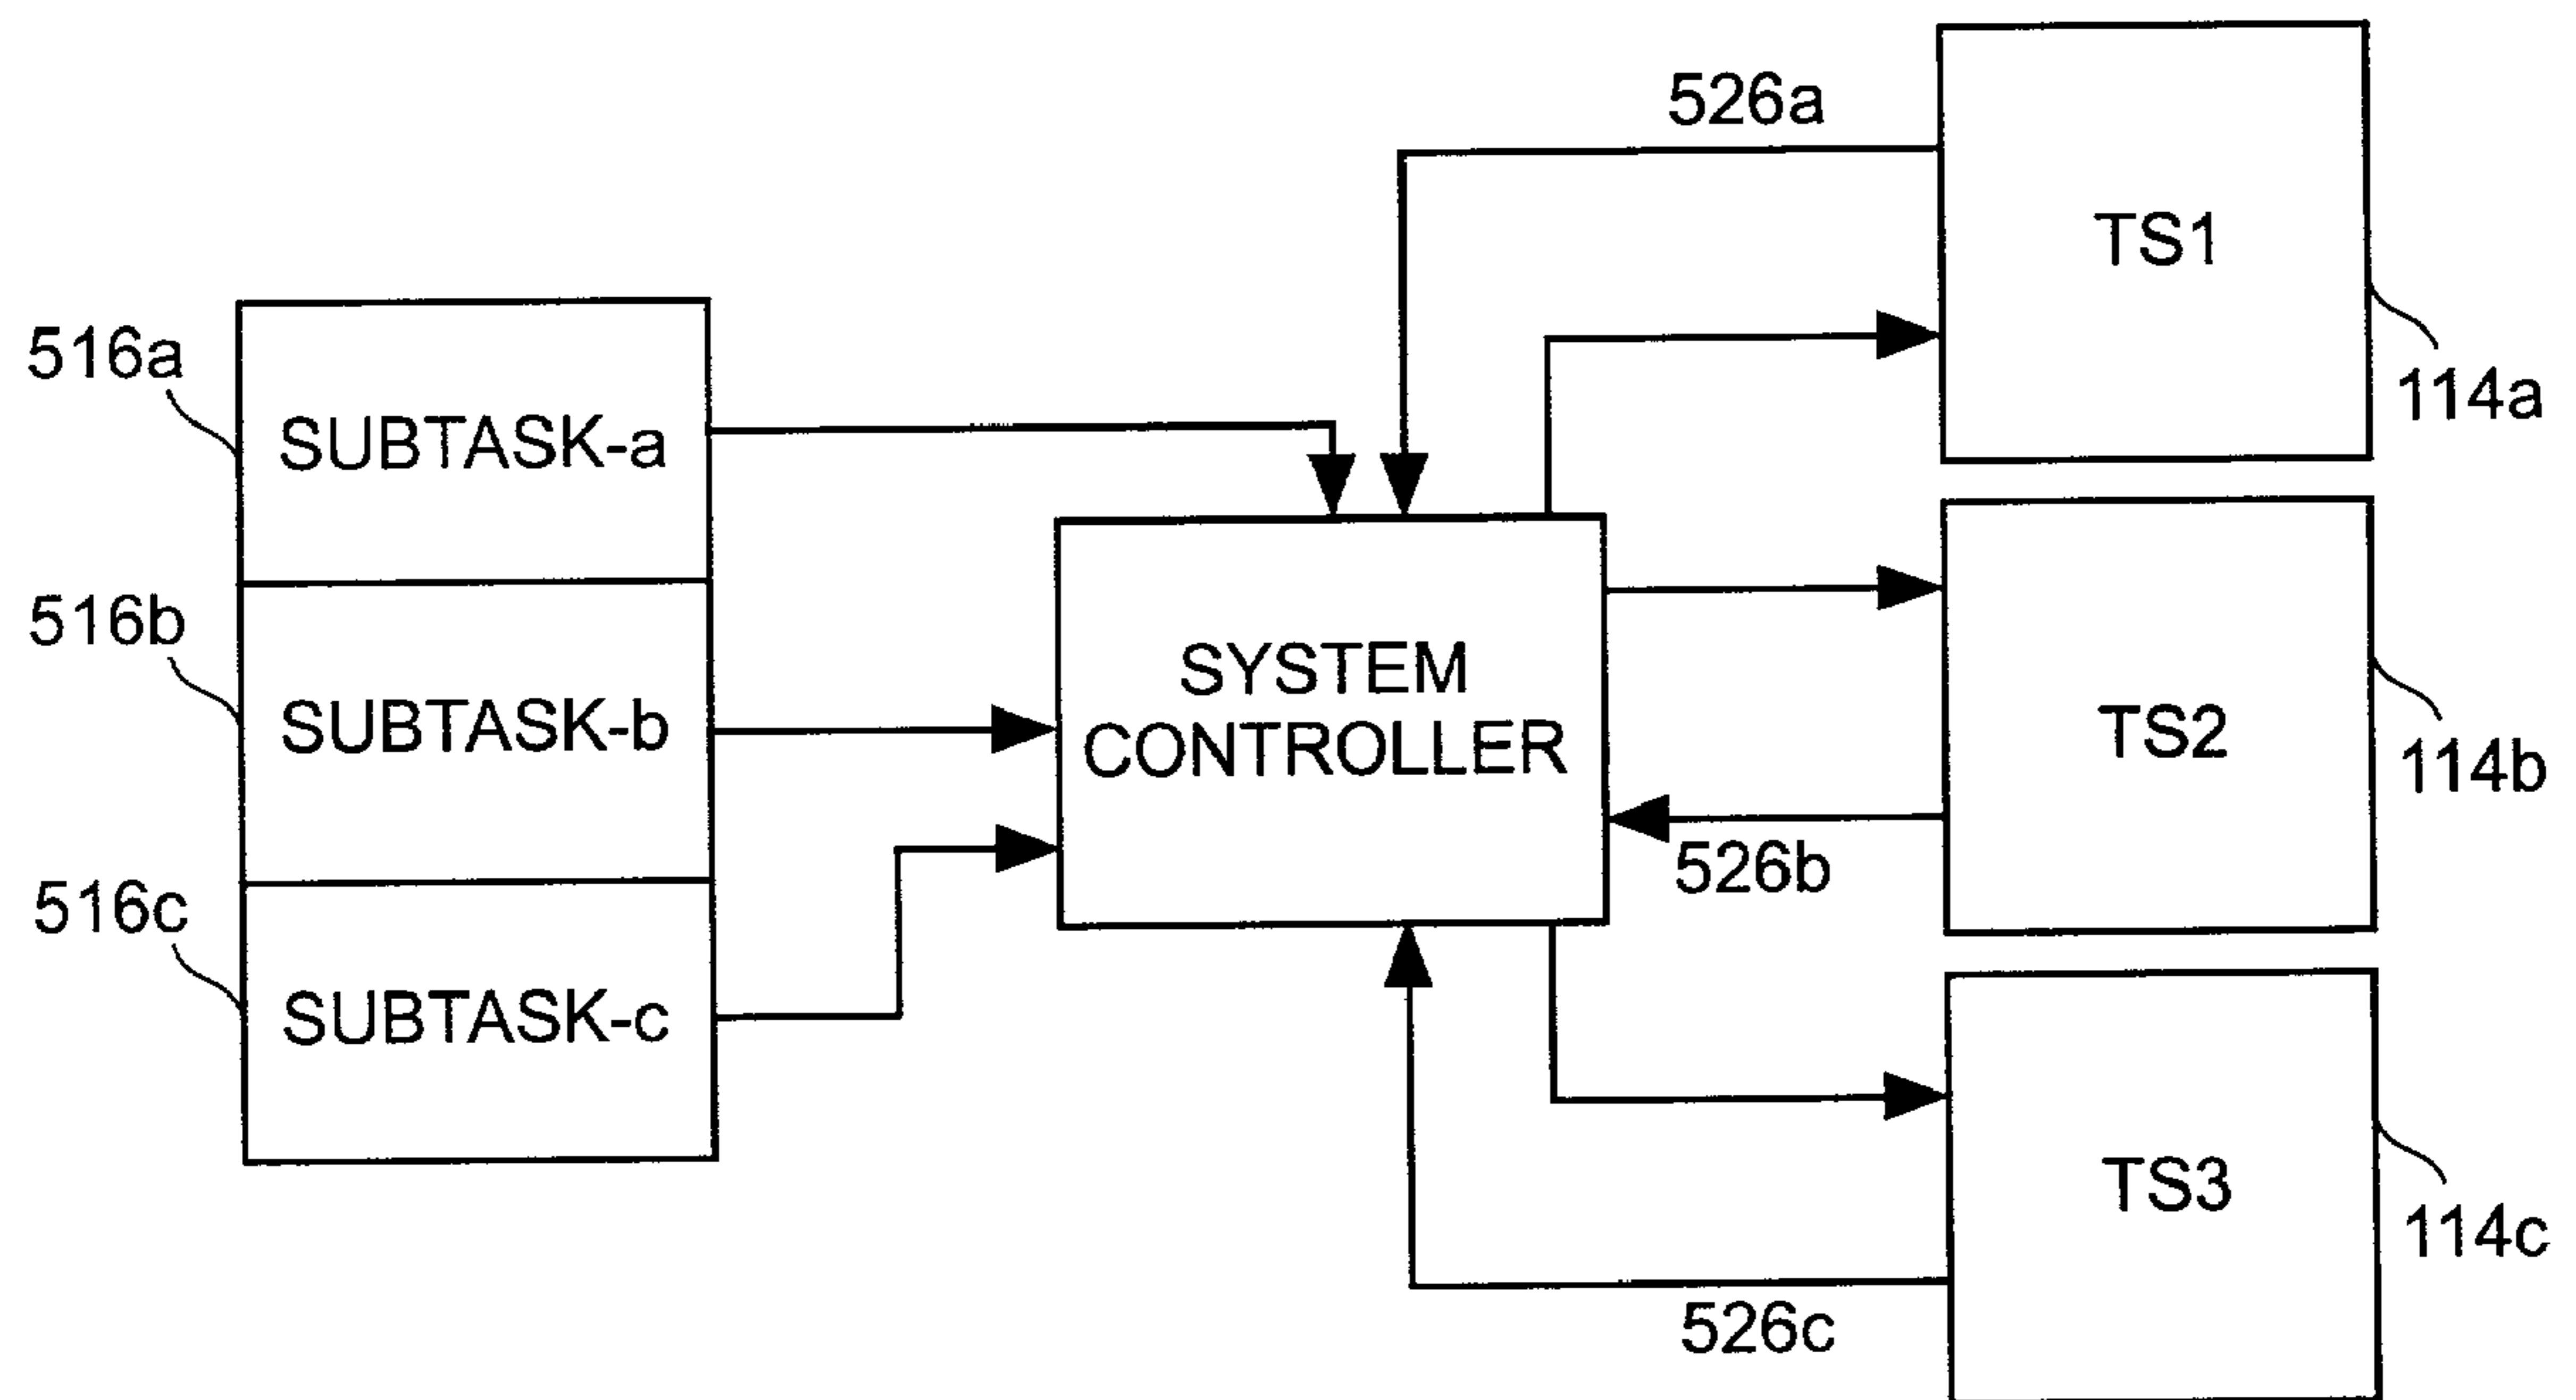 526a
TS1
114a
516a
SUBTASK-a
516b
SUBTASK-b
516c
SUBTASK-c
SYSTEM
CONTROLLER
TS2
114b
526b
TS3
114c
526c